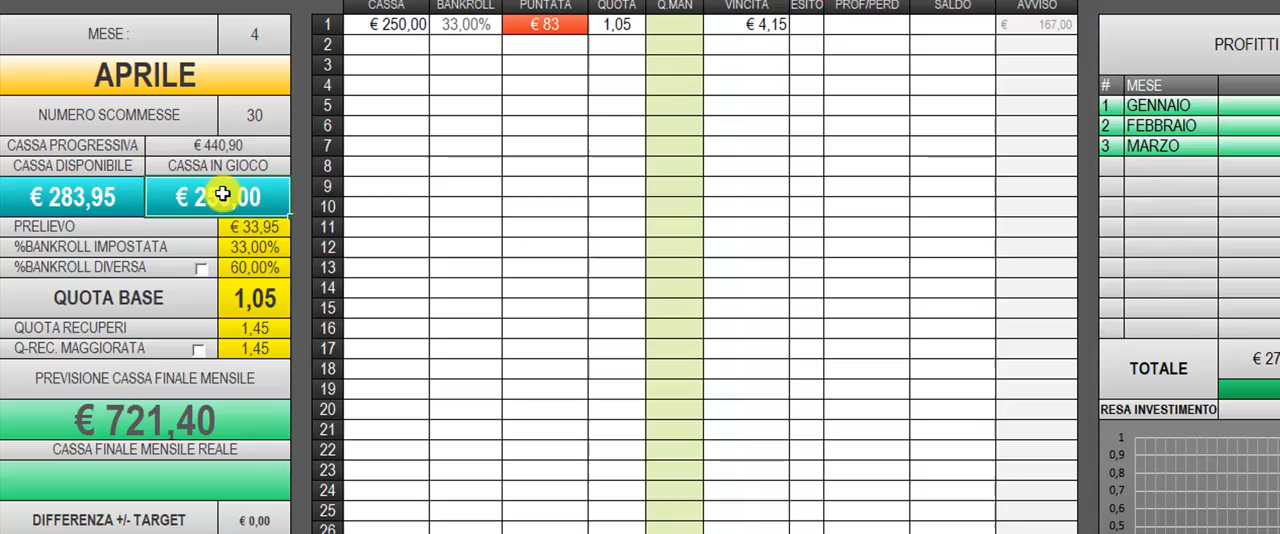 CASSA BANKROLL PUNTATA QUOTA Q.MAN VINCITA ESITO PROF/PERD SALDO AVVISO
MESE : 4
1 € 250,00 33,00% € 83 1,05 € 4,15 € 167,00
APRILE
NUMERO SCOMMESSE 30
CASSA PROGRESSIVA € 440,90
CASSA DISPONIBILE CASSA IN GIOCO
€ 283,95
PRELIEVO € 33,95
%BANKROLL IMPOSTATA 33,00%
%BANKROLL DIVERSA 60,00%
QUOTA BASE 1,05
QUOTA RECUPERI 1,45
Q-REC. MAGGIORATA 1,45
PREVISIONE CASSA FINALE MENSILE
€ 721,40
CASSA FINALE MENSILE REALE
DIFFERENZA +/- TARGET € 0,00
2
3
4
5
6
7
8
9
10
11
12
13
14
15
16
17
18
19
20
21
22
23
24
25
26
PROFITTI
# MESE
1 GENNAIO
2 FEBBRAIO
3 MARZO
TOTALE € 27
RESA INVESTIMENTO
1
0,9
0,8
0,7
0,6
0,5